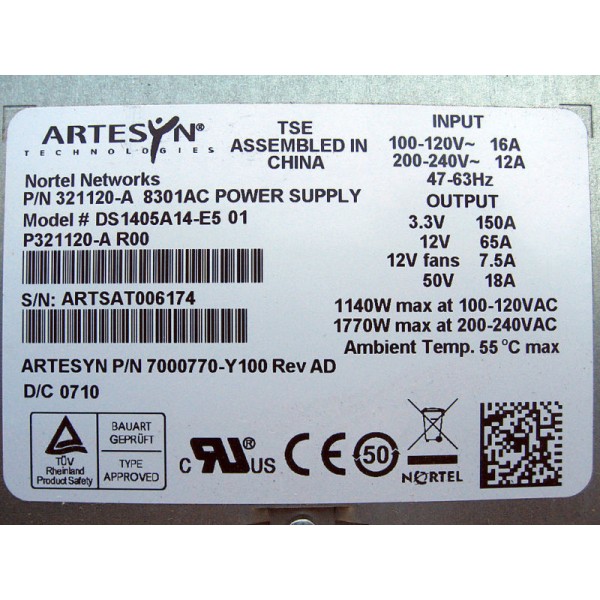 ARTESYN®
TECHNOLOGIES
TSE
ASSEMBLED IN
CHINA
Nortel Networks
P/N 321120-A 8301AC POWER SUPPLY
Model # DS1405A14-E5 01
P321120-A R00
S/N: ARTSAT006174
ARTESYN P/N 7000770-Y100 Rev AD
D/C 0710
INPUT
100-120V~ 16A
200-240V~ 12A
47-63Hz
OUTPUT
3.3V 150A
12V 65A
12V fans 7.5A
50V 18A
1140W max at 100-120VAC
1770W max at 200-240VAC
Ambient Temp. 55 °C max
TÜV
Rheinland
Product Safety
BAUART
GEPRÜFT
TYPE
APPROVED
c RU® US
CE
50
NORTEL